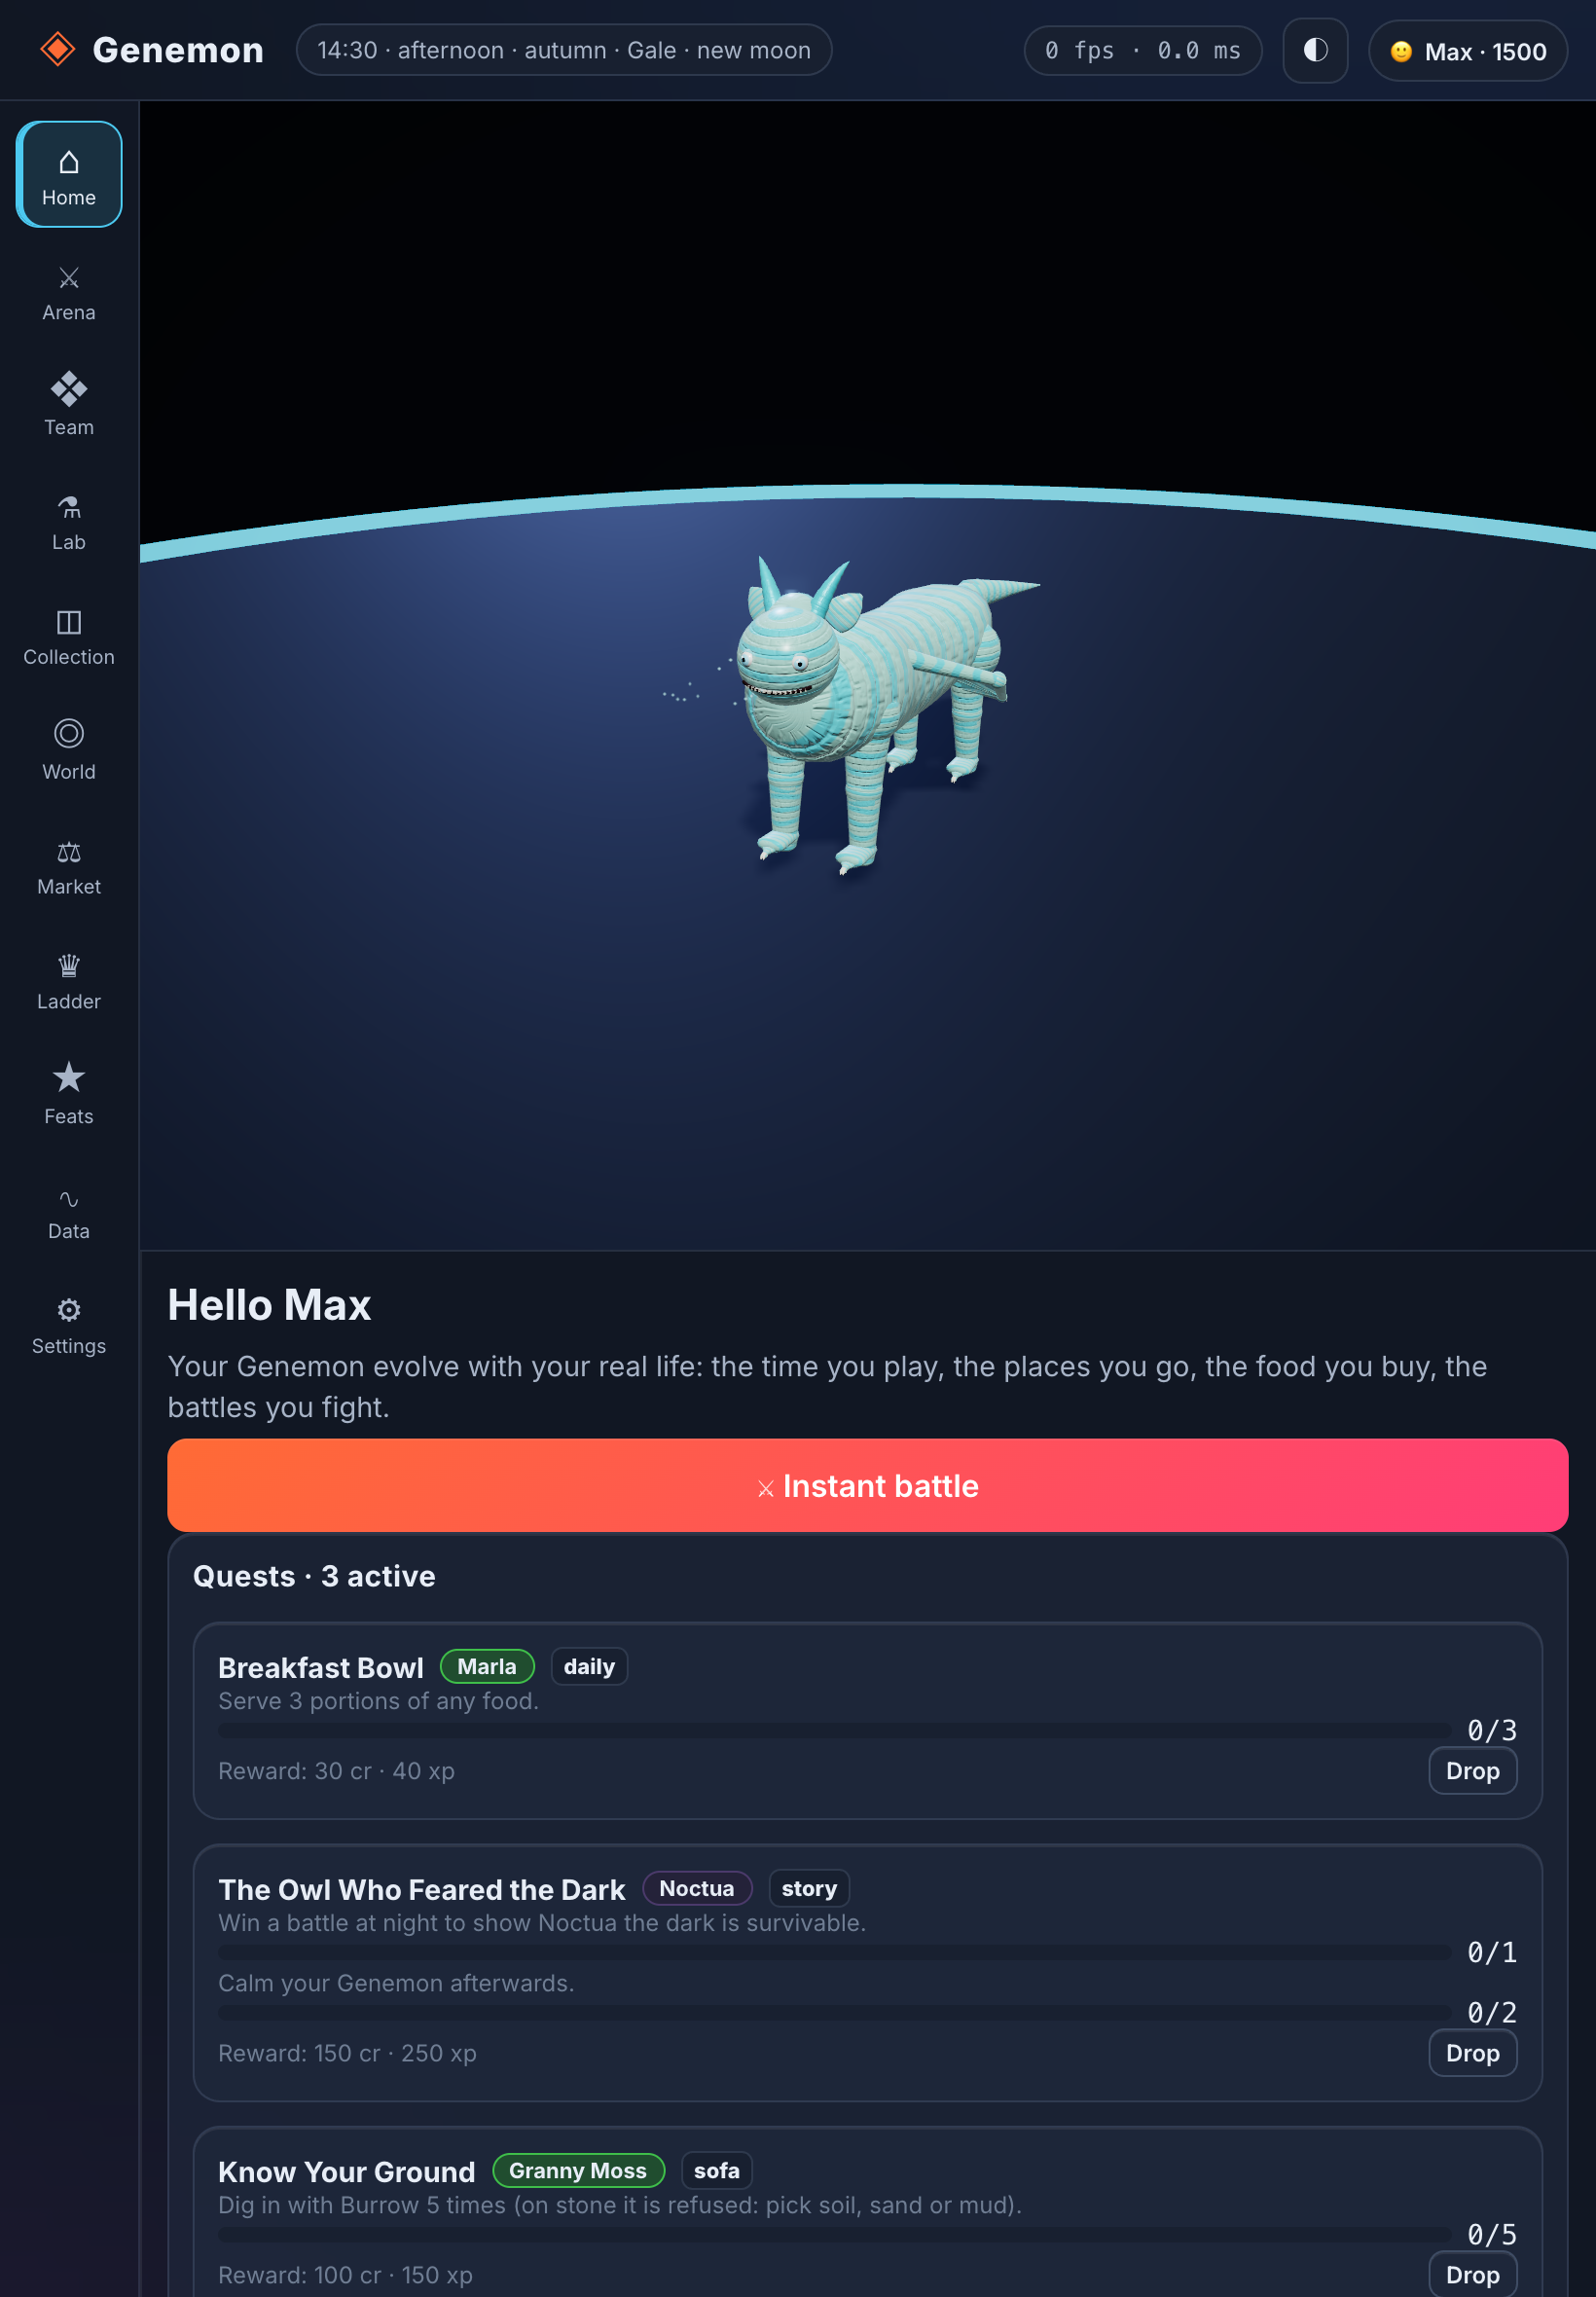 Genemon
14:30 · afternoon · autumn · Gale · new moon
0 fps · 0.0 ms
Max · 1500
Home
Arena
Team
Lab
Collection
World
Market
Ladder
Feats
Data
Settings
Hello Max
Your Genemon evolve with your real life: the time you play, the places you go, the food you buy, the
battles you fight.
Instant battle
Quests · 3 active
Breakfast Bowl Marla daily
Serve 3 portions of any food.
0/3
Reward: 30 cr · 40 xp Drop
The Owl Who Feared the Dark Noctua story
Win a battle at night to show Noctua the dark is survivable.
0/1
Calm your Genemon afterwards.
0/2
Reward: 150 cr · 250 xp Drop
Know Your Ground Granny Moss sofa
Dig in with Burrow 5 times (on stone it is refused: pick soil, sand or mud).
0/5
Reward: 100 cr · 150 xp Drop